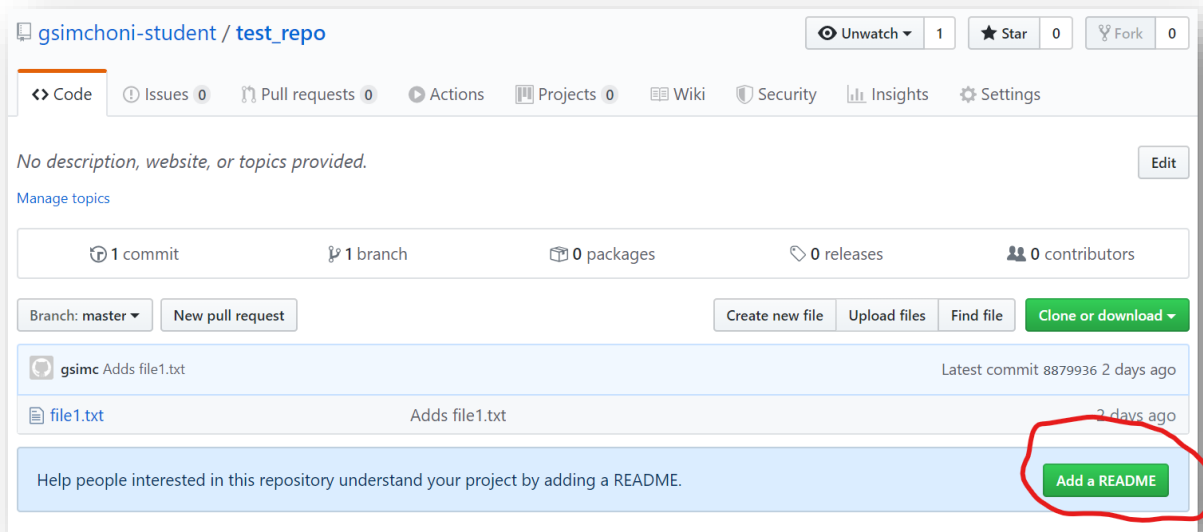 gsimchoni-student / test_repo Unwatch 1 Star 0 Fork 0
Code Issues 0 Pull requests 0 Actions Projects 0 Wiki Security Insights Settings
No description, website, or topics provided. Edit
Manage topics
1 commit 1 branch 0 packages 0 releases 0 contributors
Branch: master New pull request Create new file Upload files Find file Clone or download
gsimc Adds file1.txt Latest commit 8879936 2 days ago
file1.txt Adds file1.txt 2 days ago
Help people interested in this repository understand your project by adding a README. Add a README